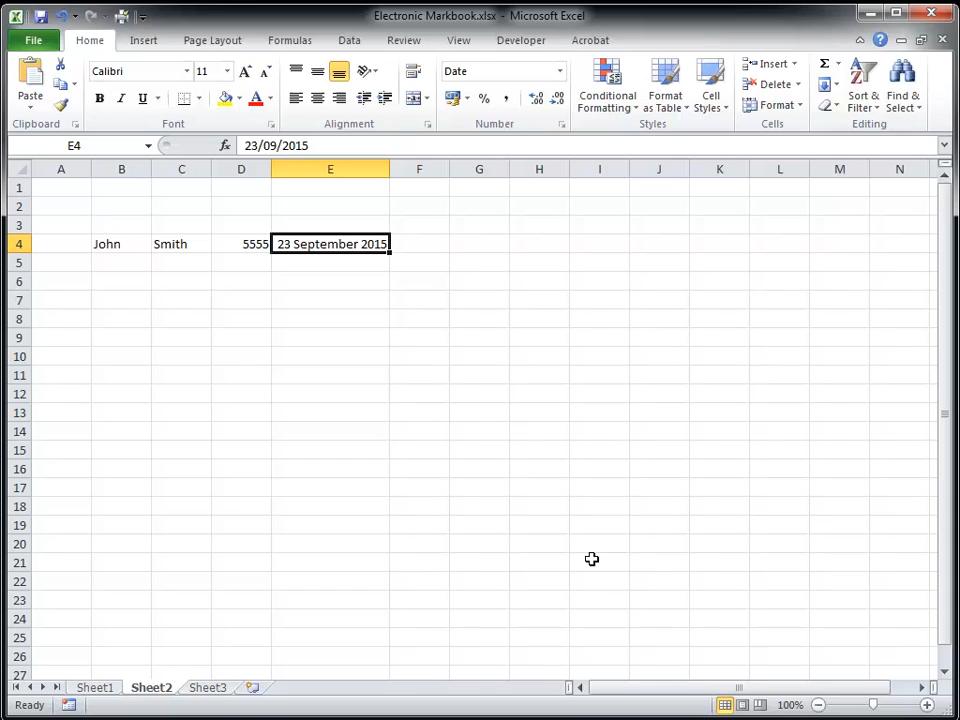 Electronic Markbook.xlsx - Microsoft Excel
File Home Insert Page Layout Formulas Data Review View Developer Acrobat
Calibri 11 Date Insert Σ
Paste B I U % , Conditional Formatting Format as Table Cell Styles Delete Sort & Filter Find & Select
Format
Clipboard Font Alignment Number Styles Cells Editing
E4 fx 23/09/2015
A B C D E F G H I J K L M N
1
2
3
4 John Smith 5555 23 September 2015
5
6
7
8
9
10
11
12
13
14
15
16
17
18
19
20
21
22
23
24
25
26
27
Sheet1 Sheet2 Sheet3
Ready 100%